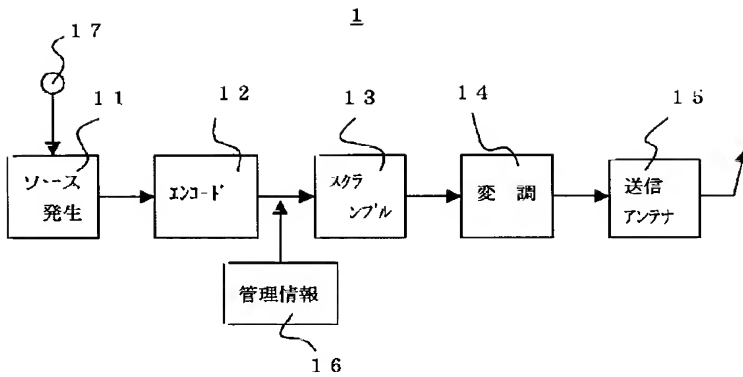 1
17
11
12
13
14
15
ソース
発生
エンコード
スクラ
ンブル
変 調
送信
アンテナ
管理情報
16